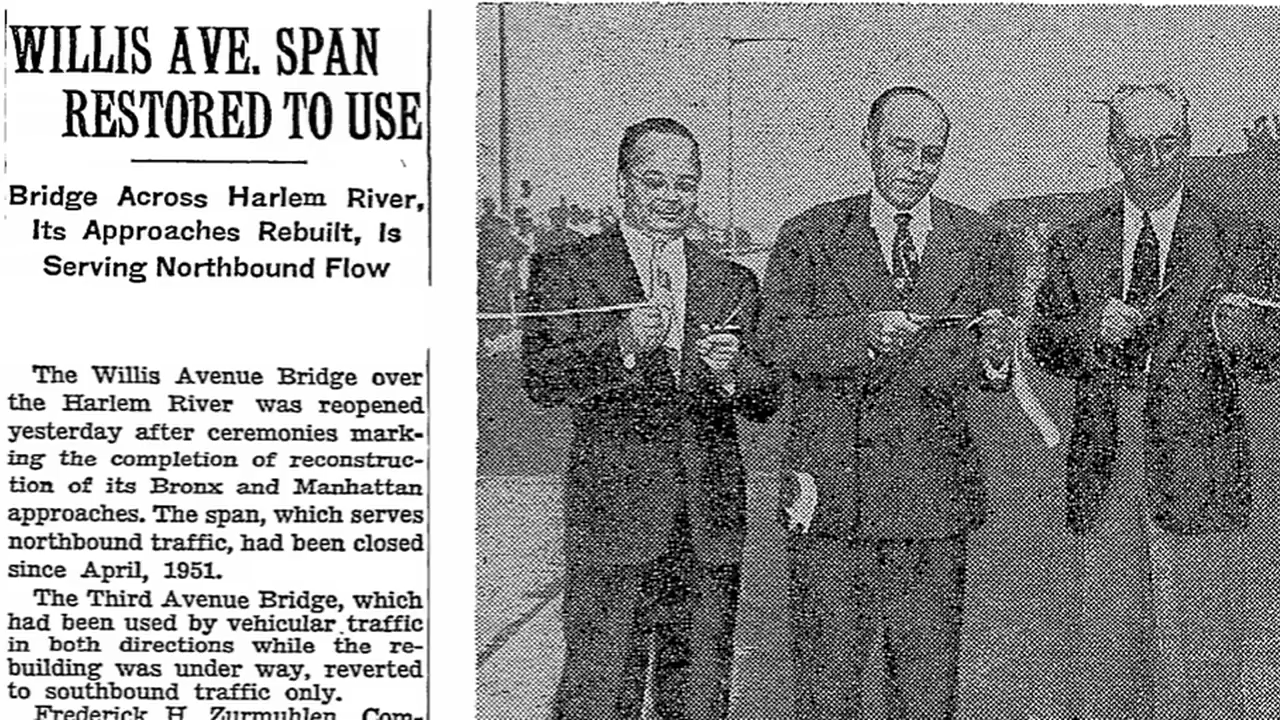 WILLIS AVE. SPAN
RESTORED TO USE
Bridge Across Harlem River,
Its Approaches Rebuilt, Is
Serving Northbound Flow
The Willis Avenue Bridge over
the Harlem River was reopened
yesterday after ceremonies mark-
ing the completion of reconstruc-
tion of its Bronx and Manhattan
approaches. The span, which serves
northbound traffic, had been closed
since April, 1951.
The Third Avenue Bridge, which
had been used by vehicular traffic
in both directions while the re-
building was under way, reverted
to southbound traffic only.
Frederick H. Zurmuhlen, Com-